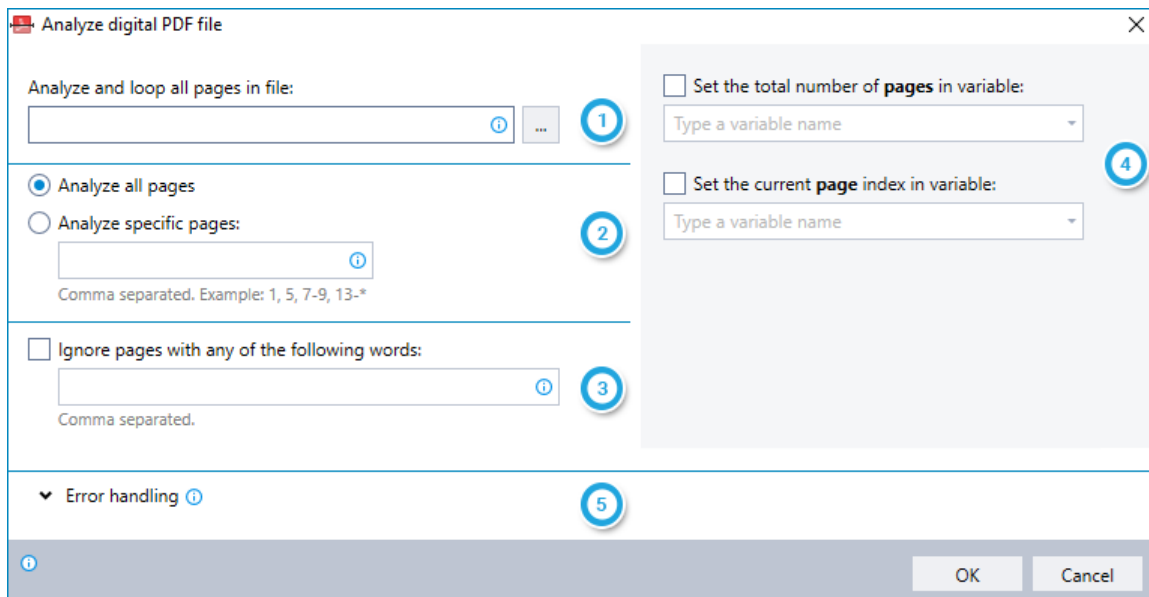 Analyze digital PDF file
Analyze and loop all pages in file:
...
1
Analyze all pages
Analyze specific pages:
2
Comma separated. Example: 1, 5, 7-9, 13-*
Ignore pages with any of the following words:
3
Comma separated.
Set the total number of pages in variable:
Type a variable name
4
Set the current page index in variable:
Type a variable name
Error handling
5
OK
Cancel